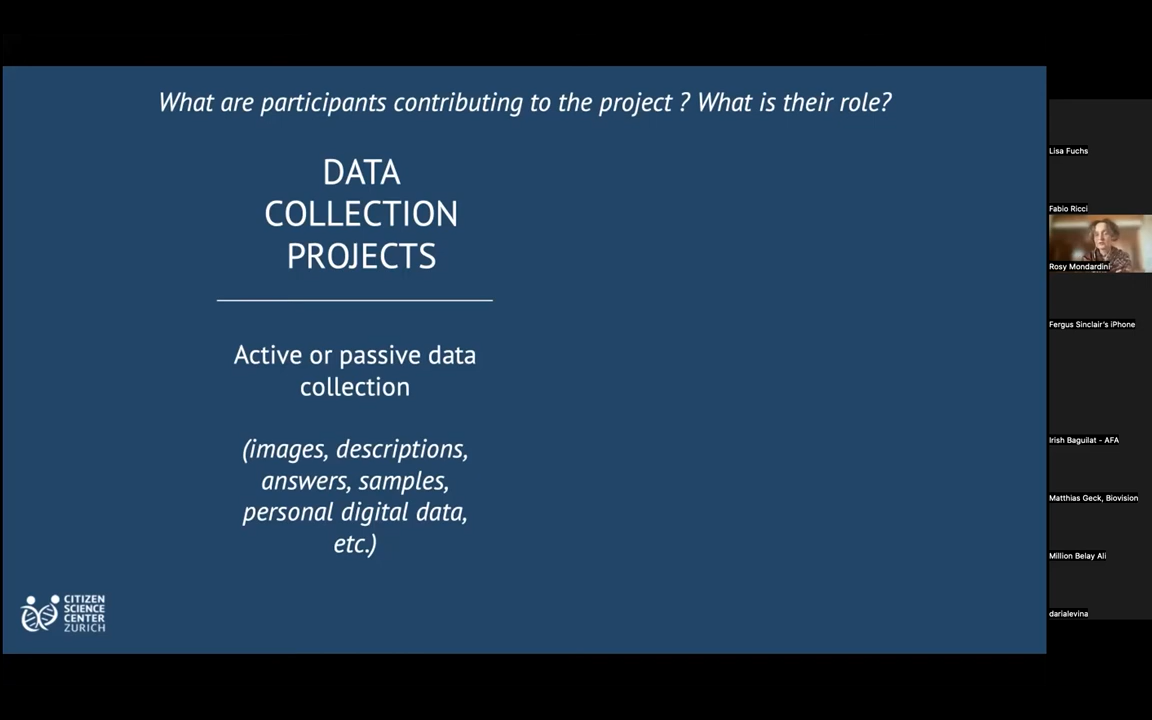 What are participants contributing to the project ? What is their role?
DATA
COLLECTION
PROJECTS
Active or passive data
collection
(images, descriptions,
answers, samples,
personal digital data,
etc.)
CITIZEN
SCIENCE
CENTER
ZURICH
Lisa Fuchs
Fabio Ricci
Rosy Mondardini
Fergus Sinclair's iPhone
Irish Baguilat - AFA
Matthias Geck, Biovision
Million Belay Ali
darialevina